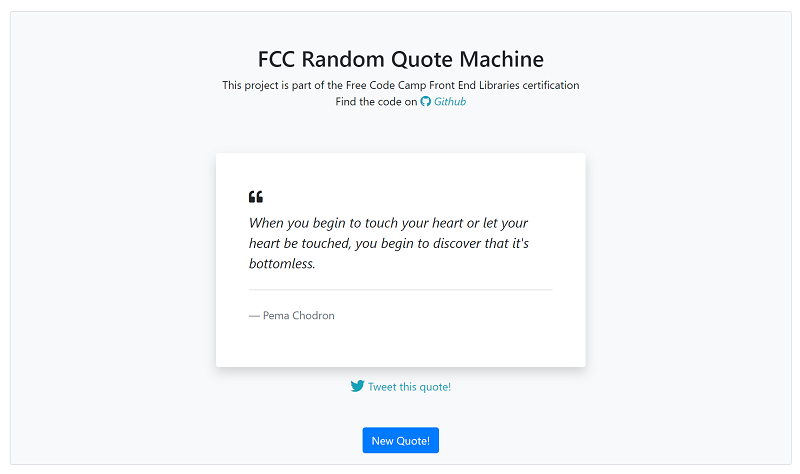 FCC Random Quote Machine
This project is part of the Free Code Camp Front End Libraries certification
Find the code on Github
When you begin to touch your heart or let your
heart be touched, you begin to discover that it's
bottomless.
— Pema Chodron
Tweet this quote!
New Quote!